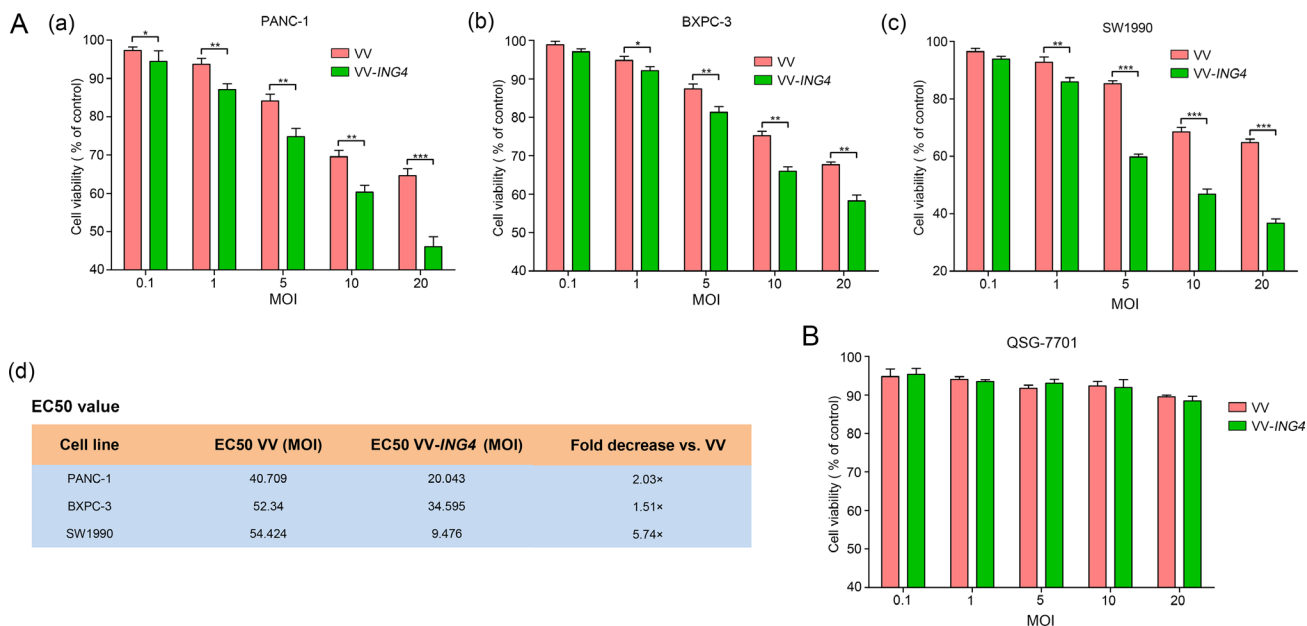 A
(a)
PANC-1
VV
VV-ING4
Cell viability ( % of control)
100
90
80
70
60
50
40
* ** ** ** ***
0.1 1 5 10 20
MOI
(b)
BXPC-3
VV
VV-ING4
Cell viability ( % of control)
100
90
80
70
60
50
40
* ** ** **
0.1 1 5 10 20
MOI
(c)
SW1990
VV
VV-ING4
Cell viability ( % of control)
100
80
60
40
20
** *** *** ***
0.1 1 5 10 20
MOI
(d)
EC50 value
Cell line EC50 VV (MOI) EC50 VV-ING4 (MOI) Fold decrease vs. VV
PANC-1 40.709 20.043 2.03×
BXPC-3 52.34 34.595 1.51×
SW1990 54.424 9.476 5.74×
B
QSG-7701
VV
VV-ING4
Cell viability ( % of control)
100
90
80
70
60
50
40
0.1 1 5 10 20
MOI